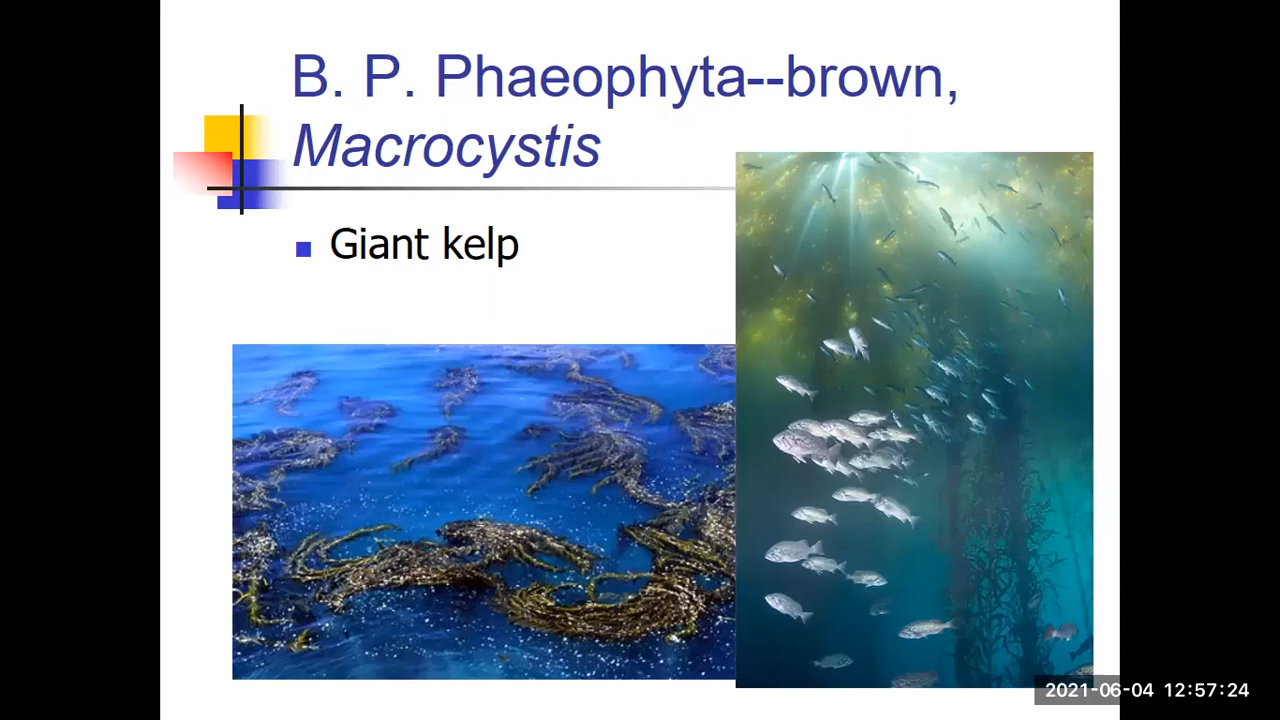 B. P. Phaeophyta--brown,
Macrocystis
Giant kelp
2021-06-04 12:57:24